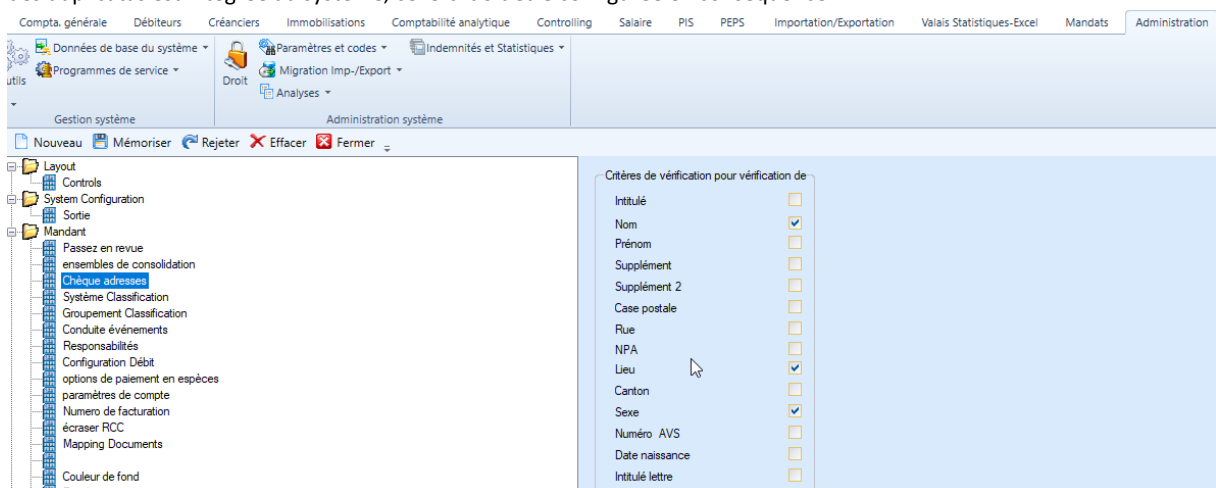 Compta. générale Débiteurs Créanciers Immobilisations Comptabilité analytique Controlling Salaire PIS PEPS Importation/Exportation Valais Statistiques-Excel Mandats Administration
utils Données de base du système Droit Paramètres et codes Indemnités et Statistiques
Programmes de service Migration Imp-/Export
Analyses
Gestion système Administration système
Nouveau Mémoriser Rejeter Effacer Fermer
Layout
Controls
System Configuration
Sortie
Mandant
Passez en revue
ensembles de consolidation
Chèque adresses
Système Classification
Groupement Classification
Conduite événements
Responsabilités
Configuration Débit
options de paiement en espèces
paramètres de compte
Numero de facturation
écraser RCC
Mapping Documents
Couleur de fond
Critères de vérification pour vérification de
Intitulé
Nom
Prénom
Supplément
Supplément 2
Case postale
Rue
NPA
Lieu
Canton
Sexe
Numéro AVS
Date naissance
Intitulé lettre